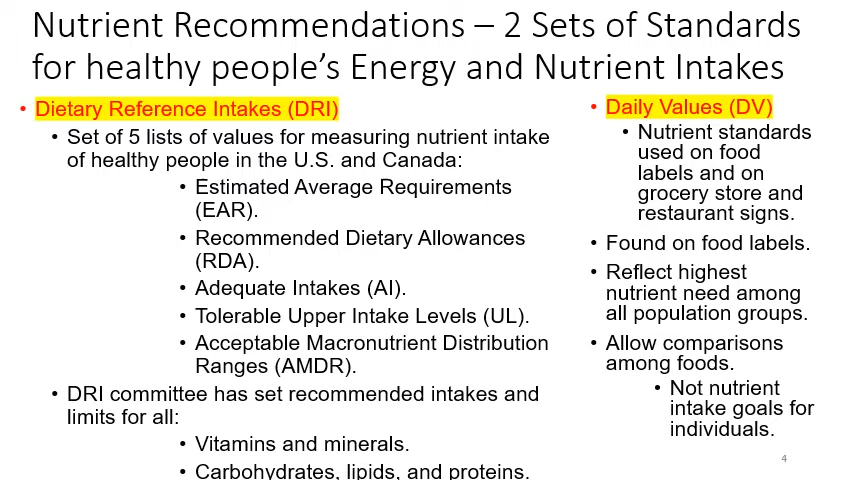 Nutrient Recommendations – 2 Sets of Standards
for healthy people’s Energy and Nutrient Intakes
• Dietary Reference Intakes (DRI)
• Set of 5 lists of values for measuring nutrient intake
of healthy people in the U.S. and Canada:
• Estimated Average Requirements
(EAR).
• Recommended Dietary Allowances
(RDA).
• Adequate Intakes (AI).
• Tolerable Upper Intake Levels (UL).
• Acceptable Macronutrient Distribution
Ranges (AMDR).
• DRI committee has set recommended intakes and
limits for all:
• Vitamins and minerals.
• Carbohydrates, lipids, and proteins.
• Daily Values (DV)
• Nutrient standards
used on food
labels and on
grocery store and
restaurant signs.
• Found on food labels.
• Reflect highest
nutrient need among
all population groups.
• Allow comparisons
among foods.
• Not nutrient
intake goals for
individuals.
4